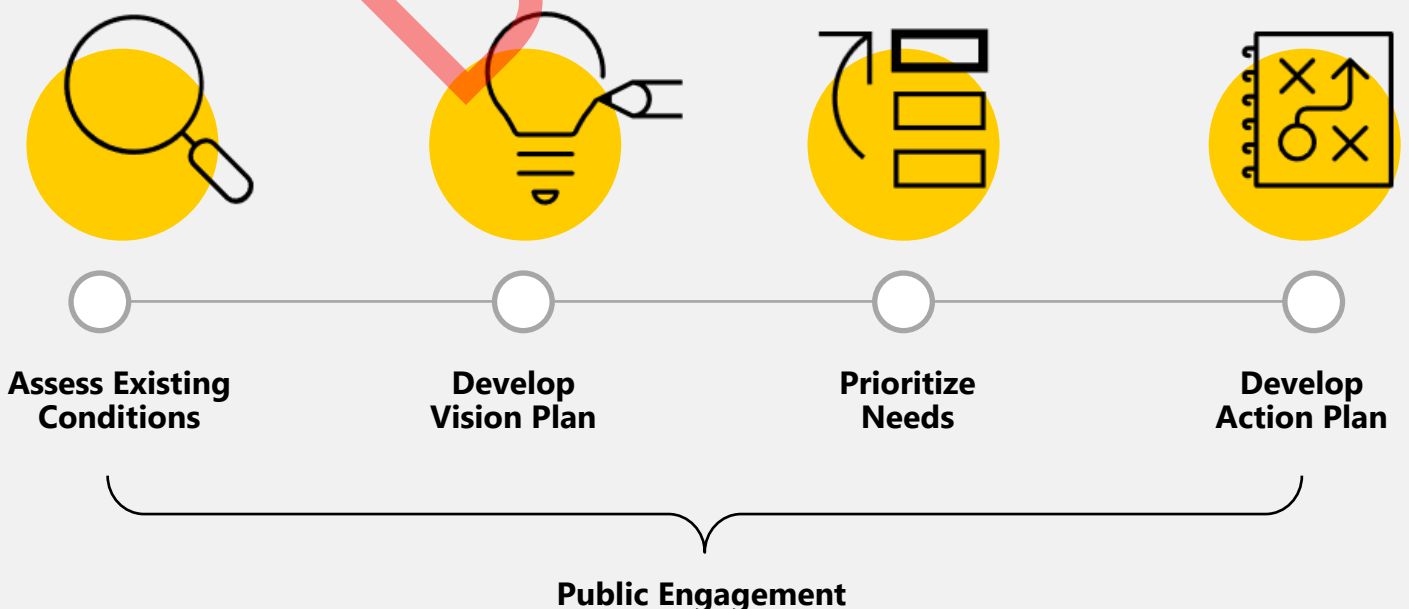 Assess Existing
Conditions
Develop
Vision Plan
Prioritize
Needs
Develop
Action Plan
Public Engagement